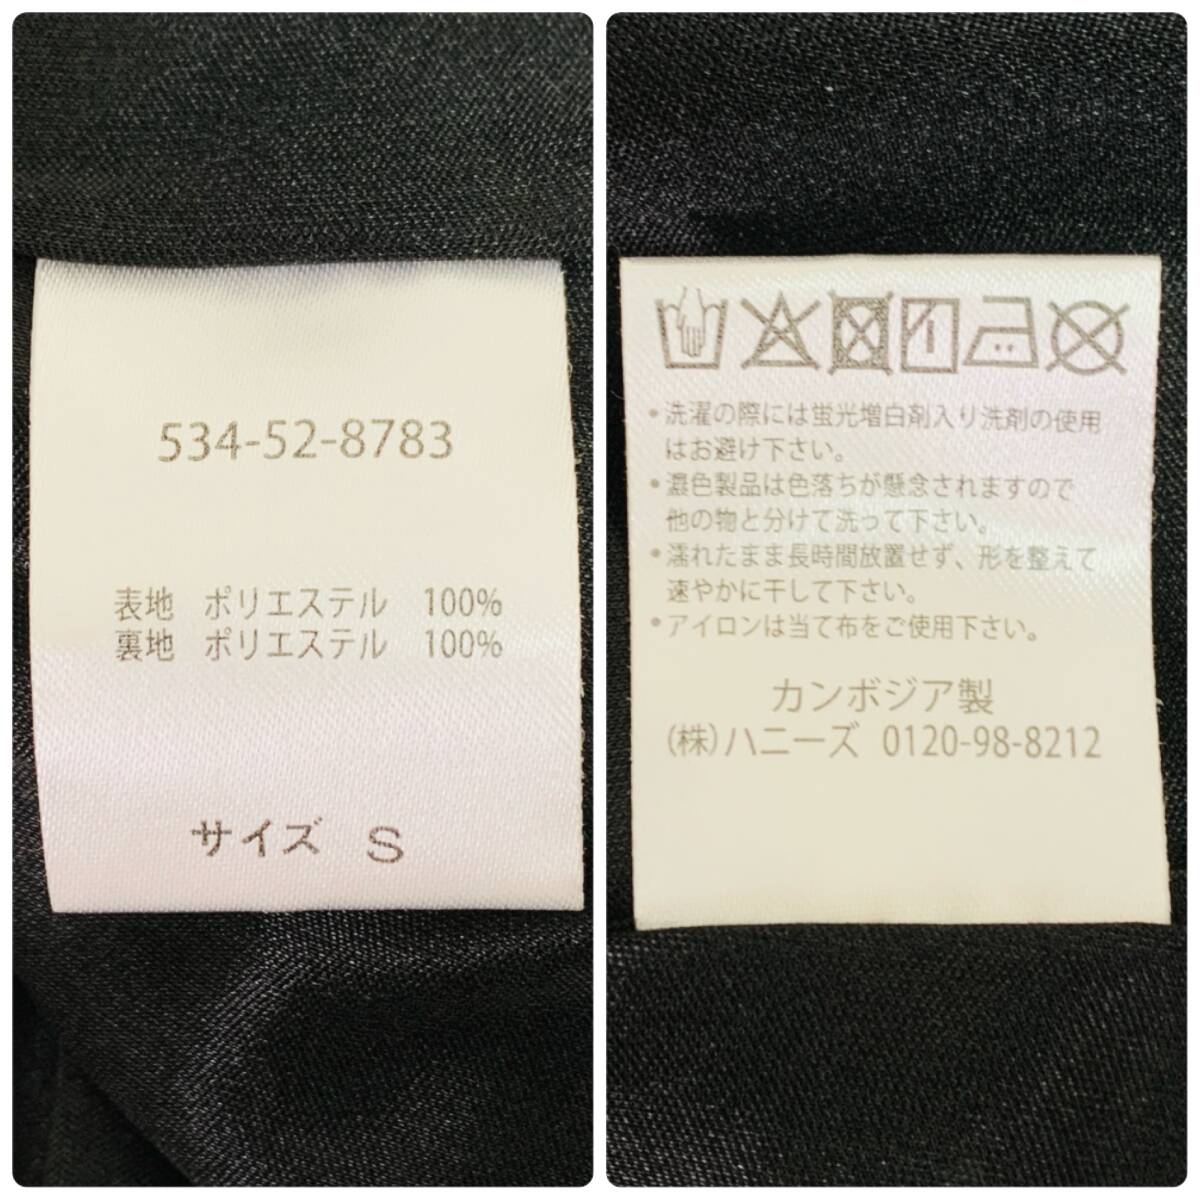 534-52-8783
表地 ポリエステル 100%
裏地 ポリエステル 100%
サイズ S
・洗濯の際には蛍光増白剤入り洗剤の使用
はお避け下さい。
・濃色製品は色落ちが懸念されますので
他の物と分けて洗って下さい。
・濡れたまま長時間放置せず、形を整えて
速やかに干して下さい。
・アイロンは当て布をご使用下さい。
カンボジア製
(株)ハニーズ 0120-98-8212